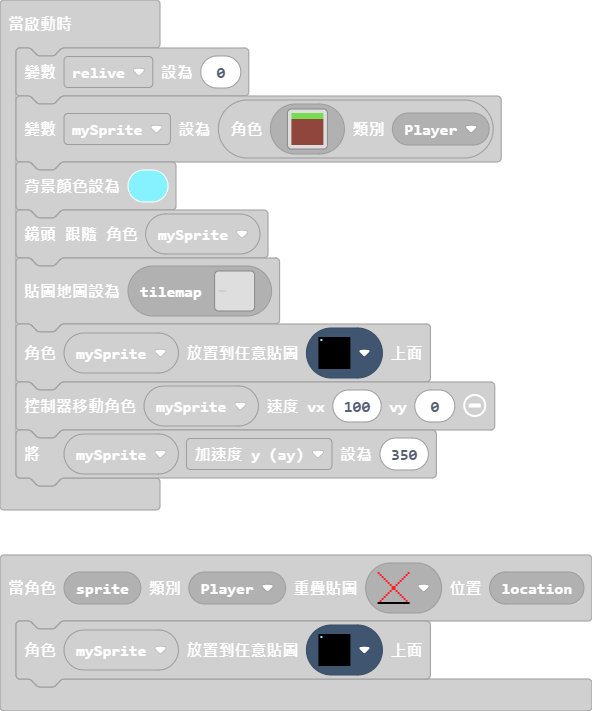 當啟動時
變數 relive 設為 0
變數 mySprite 設為 角色 類別 Player
背景顏色設為
鏡頭 跟隨 角色 mySprite
貼圖地圖設為 tilemap
角色 mySprite 放置到任意貼圖 上面
控制器移動角色 mySprite 速度 vx 100 vy 0
將 mySprite 加速度 y (ay) 設為 350
當角色 sprite 類別 Player 重疊貼圖 位置 location
角色 mySprite 放置到任意貼圖 上面